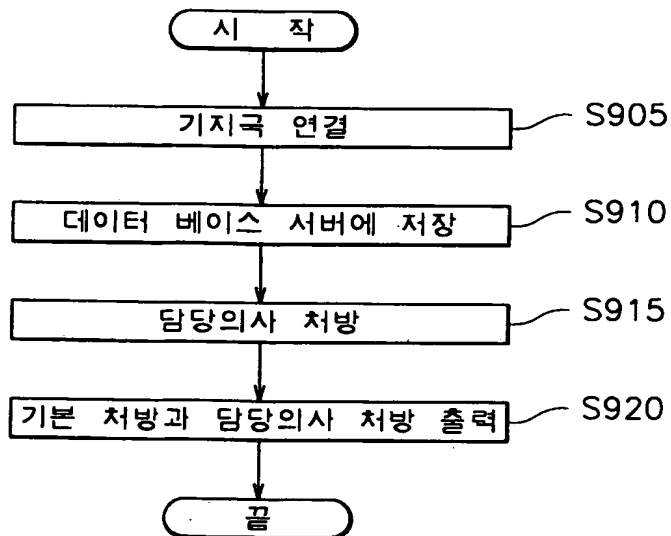 시 작
기지국 연결
S905
데이터 베이스 서버에 저장
S910
담당의사 처방
S915
기본 처방과 담당의사 처방 출력
S920
끝